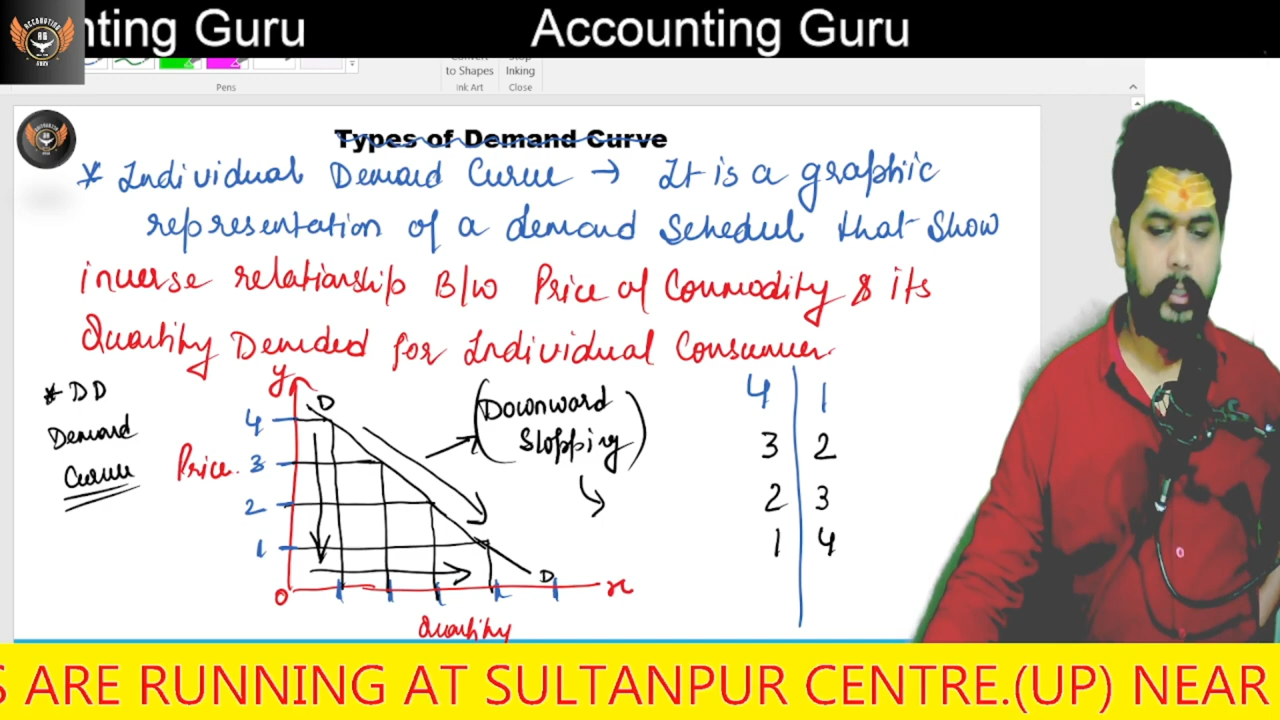 nting Guru Accounting Guru
Convert
to Shapes
Stop
Inking
Pens
Ink Art
Close
Types of Demand Curve
* Individual Demand Curve → It is a graphic
representation of a demand Schedul that Show
inverse relationship B/w Price of Commodity & its
Quantity Demded for Individual Consumer.
* DD
Demand
Curve
Price.
y
4
3
2
1
0
D
D
x
Quantity
(Downward
Slopping)
4 1
3 2
2 3
1 4
S ARE RUNNING AT SULTANPUR CENTRE.(UP) NEAR